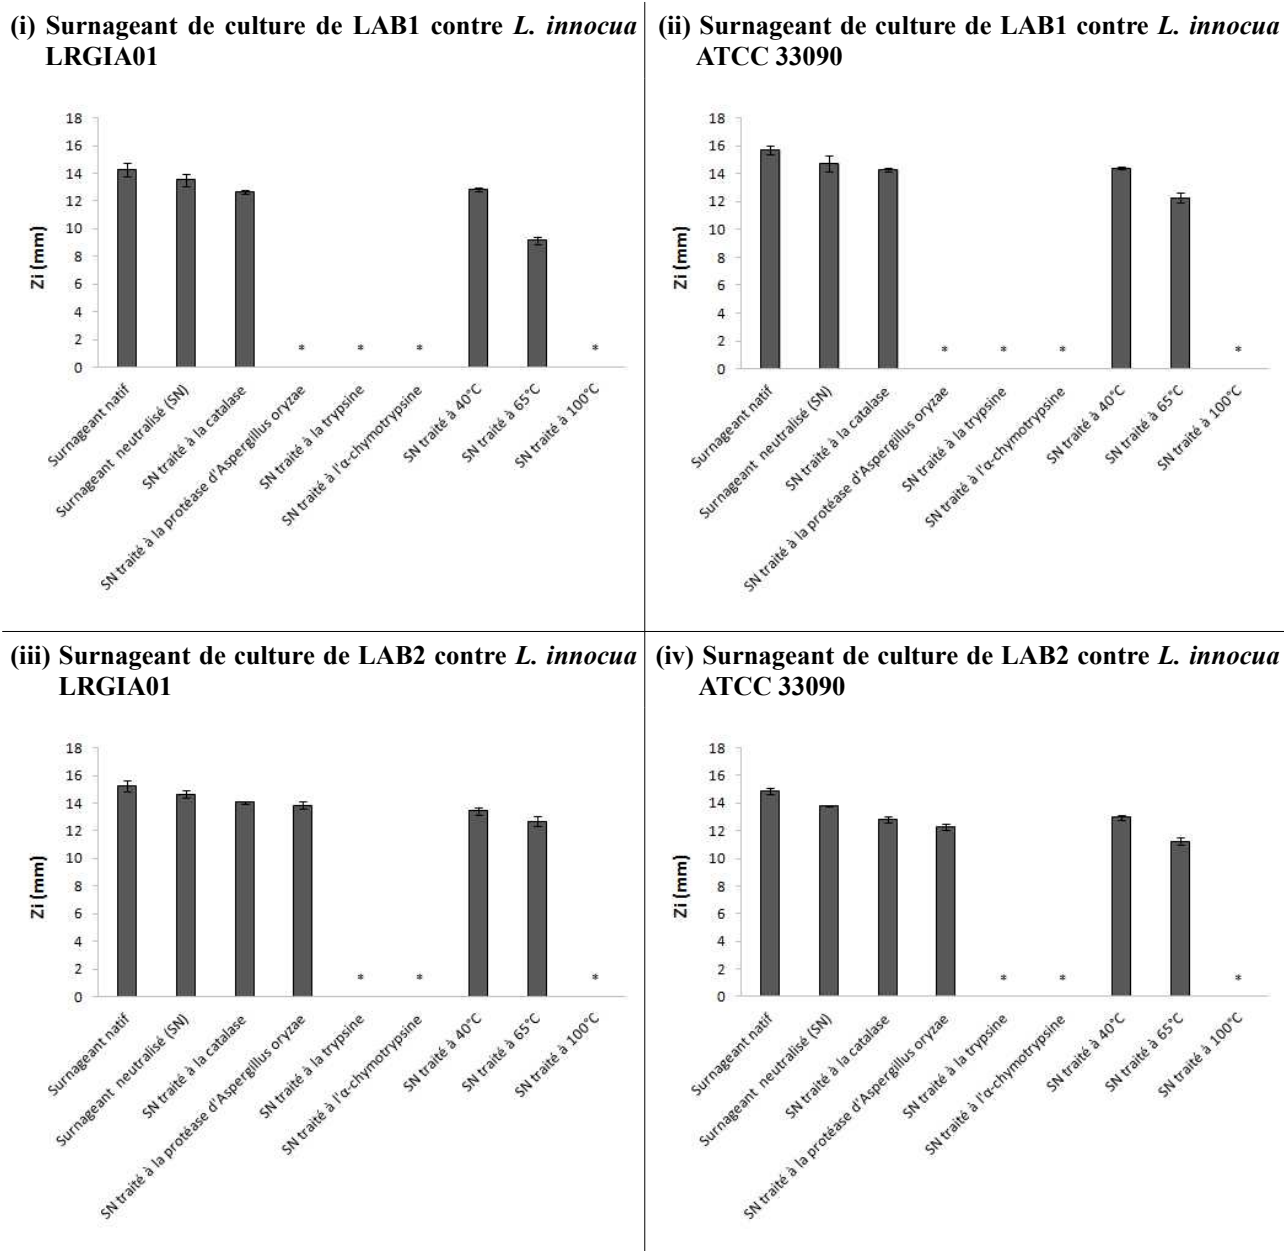 (i) Surnageant de culture de LAB1 contre L. innocua
LRGIA01
18
16
14
12
10
8
6
4
2
0
Zi (mm)
*
*
*
*
Surnageant natif
Surnageant neutralisé (SN)
SN traité à la catalase
SN traité à la protéase d'Aspergillus oryzae
SN traité à la trypsine
SN traité à l'α-chymotrypsine
SN traité à 40°C
SN traité à 65°C
SN traité à 100°C
(ii) Surnageant de culture de LAB1 contre L. innocua
ATCC 33090
18
16
14
12
10
8
6
4
2
0
Zi (mm)
*
*
*
*
Surnageant natif
Surnageant neutralisé (SN)
SN traité à la catalase
SN traité à la protéase d'Aspergillus oryzae
SN traité à la trypsine
SN traité à l'α-chymotrypsine
SN traité à 40°C
SN traité à 65°C
SN traité à 100°C
(iii) Surnageant de culture de LAB2 contre L. innocua
LRGIA01
18
16
14
12
10
8
6
4
2
0
Zi (mm)
*
*
*
Surnageant natif
Surnageant neutralisé (SN)
SN traité à la catalase
SN traité à la protéase d'Aspergillus oryzae
SN traité à la trypsine
SN traité à l'α-chymotrypsine
SN traité à 40°C
SN traité à 65°C
SN traité à 100°C
(iv) Surnageant de culture de LAB2 contre L. innocua
ATCC 33090
18
16
14
12
10
8
6
4
2
0
Zi (mm)
*
*
*
Surnageant natif
Surnageant neutralisé (SN)
SN traité à la catalase
SN traité à la protéase d'Aspergillus oryzae
SN traité à la trypsine
SN traité à l'α-chymotrypsine
SN traité à 40°C
SN traité à 65°C
SN traité à 100°C